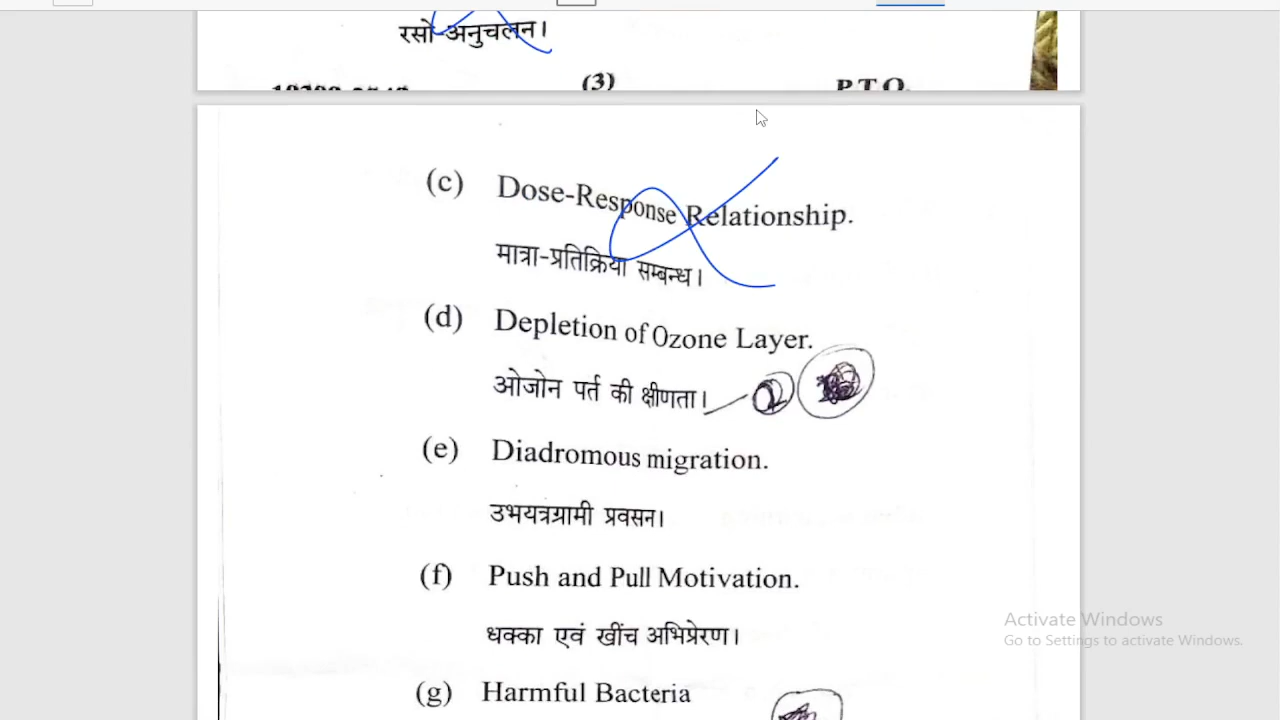 रसो अनुचलन।
(3)
P.T.O.
(c) Dose-Response Relationship.
मात्रा-प्रतिक्रिया सम्बन्ध।
(d) Depletion of Ozone Layer.
ओजोन पर्त की क्षीणता।
(e) Diadromous migration.
उभयत्रग्रामी प्रवसन।
(f) Push and Pull Motivation.
धक्का एवं खींच अभिप्रेरण।
(g) Harmful Bacteria
Activate Windows
Go to Settings to activate Windows.